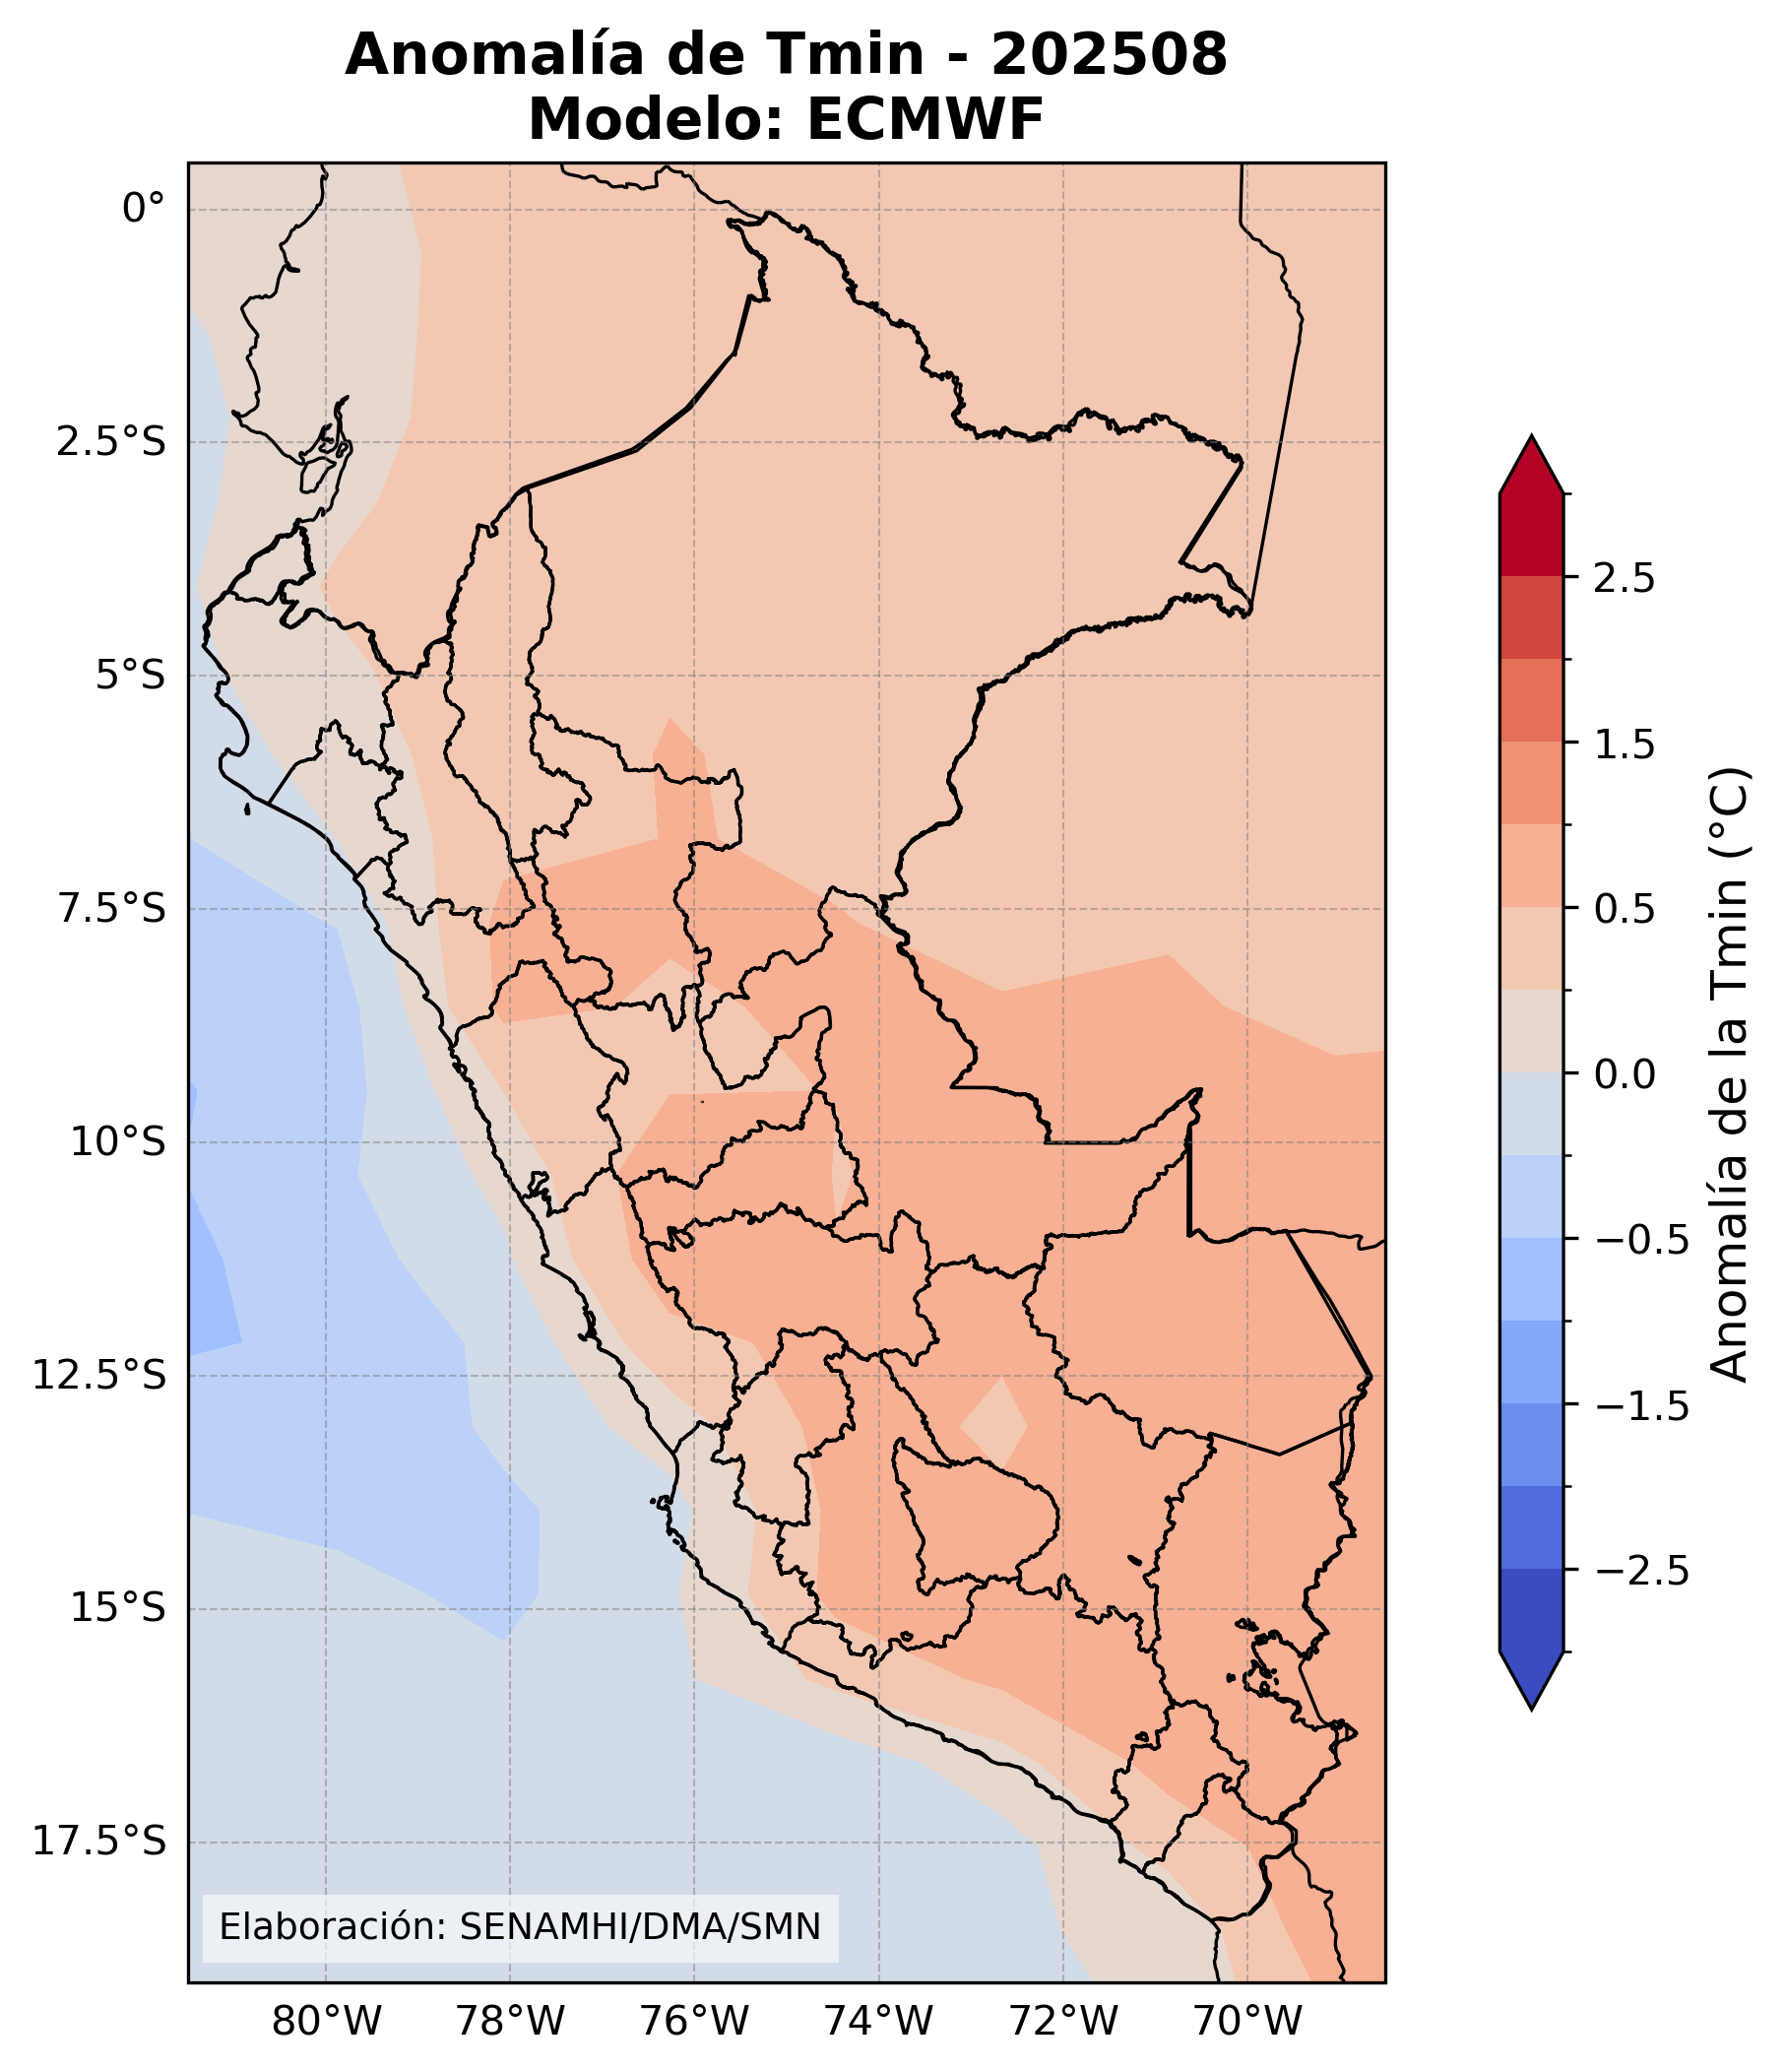 Anomalía de Tmin - 202508
Modelo: ECMWF
0°
2.5°S
5°S
7.5°S
10°S
12.5°S
15°S
17.5°S
80°W
78°W
76°W
74°W
72°W
70°W
Elaboración: SENAMHI/DMA/SMN
2.5
1.5
0.5
0.0
−0.5
−1.5
−2.5
Anomalía de la Tmin (°C)